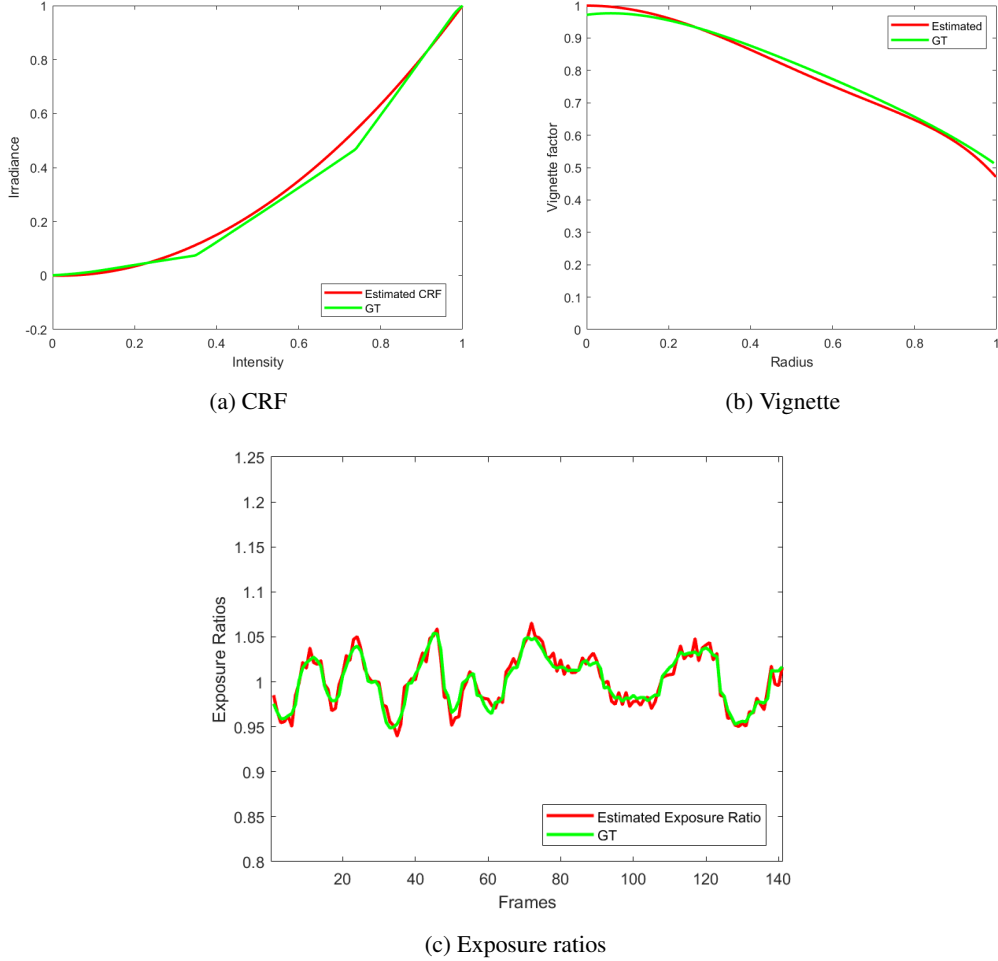 1
0.8
0.6
0.4
0.2
0
-0.2
Irradiance
0 0.2 0.4 0.6 0.8 1
Intensity
Estimated CRF
GT
(a) CRF
1
0.9
0.8
0.7
0.6
0.5
0.4
0.3
0.2
0.1
0
Vignette factor
0 0.2 0.4 0.6 0.8 1
Radius
Estimated
GT
(b) Vignette
1.25
1.2
1.15
1.1
1.05
1
0.95
0.9
0.85
0.8
Exposure Ratios
20 40 60 80 100 120 140
Frames
Estimated Exposure Ratio
GT
(c) Exposure ratios